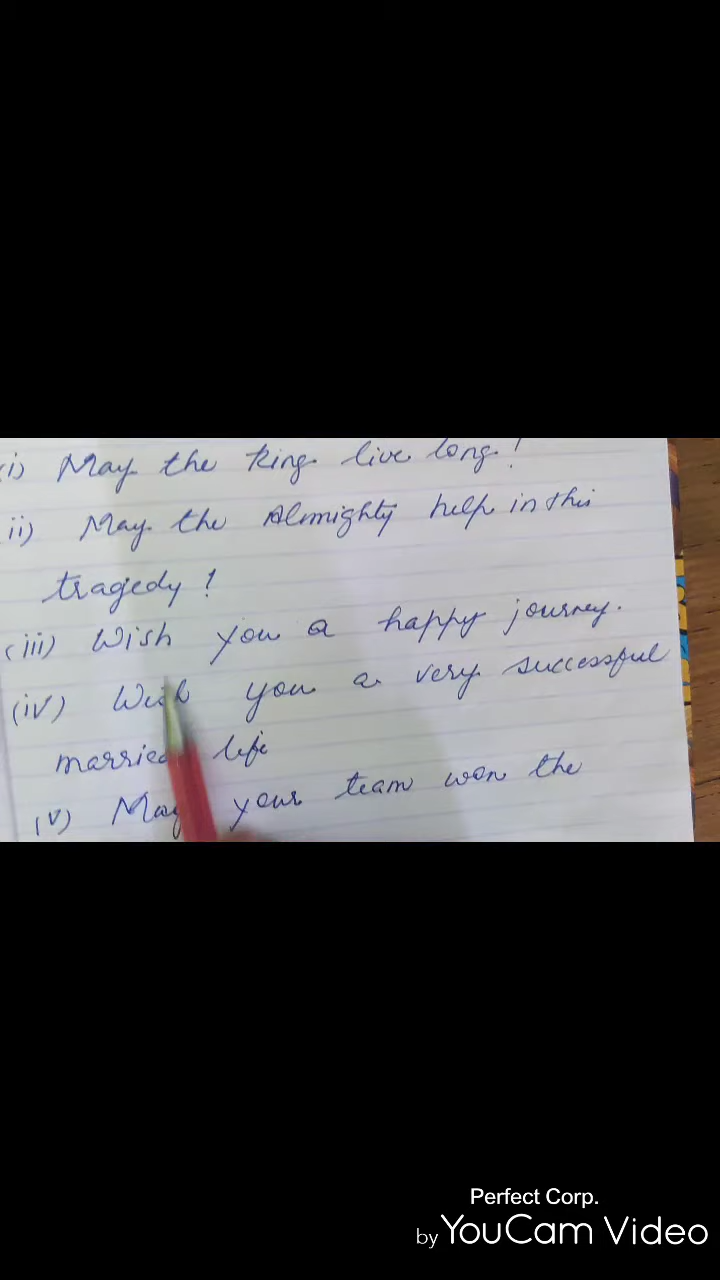 (i) May the King live long!
ii) May the Almighty help in this
tragedy!
(iii) Wish you a happy journey.
(iv) Wish you a very successful
married life
(v) May your team won the
Perfect Corp.
by YouCam Video